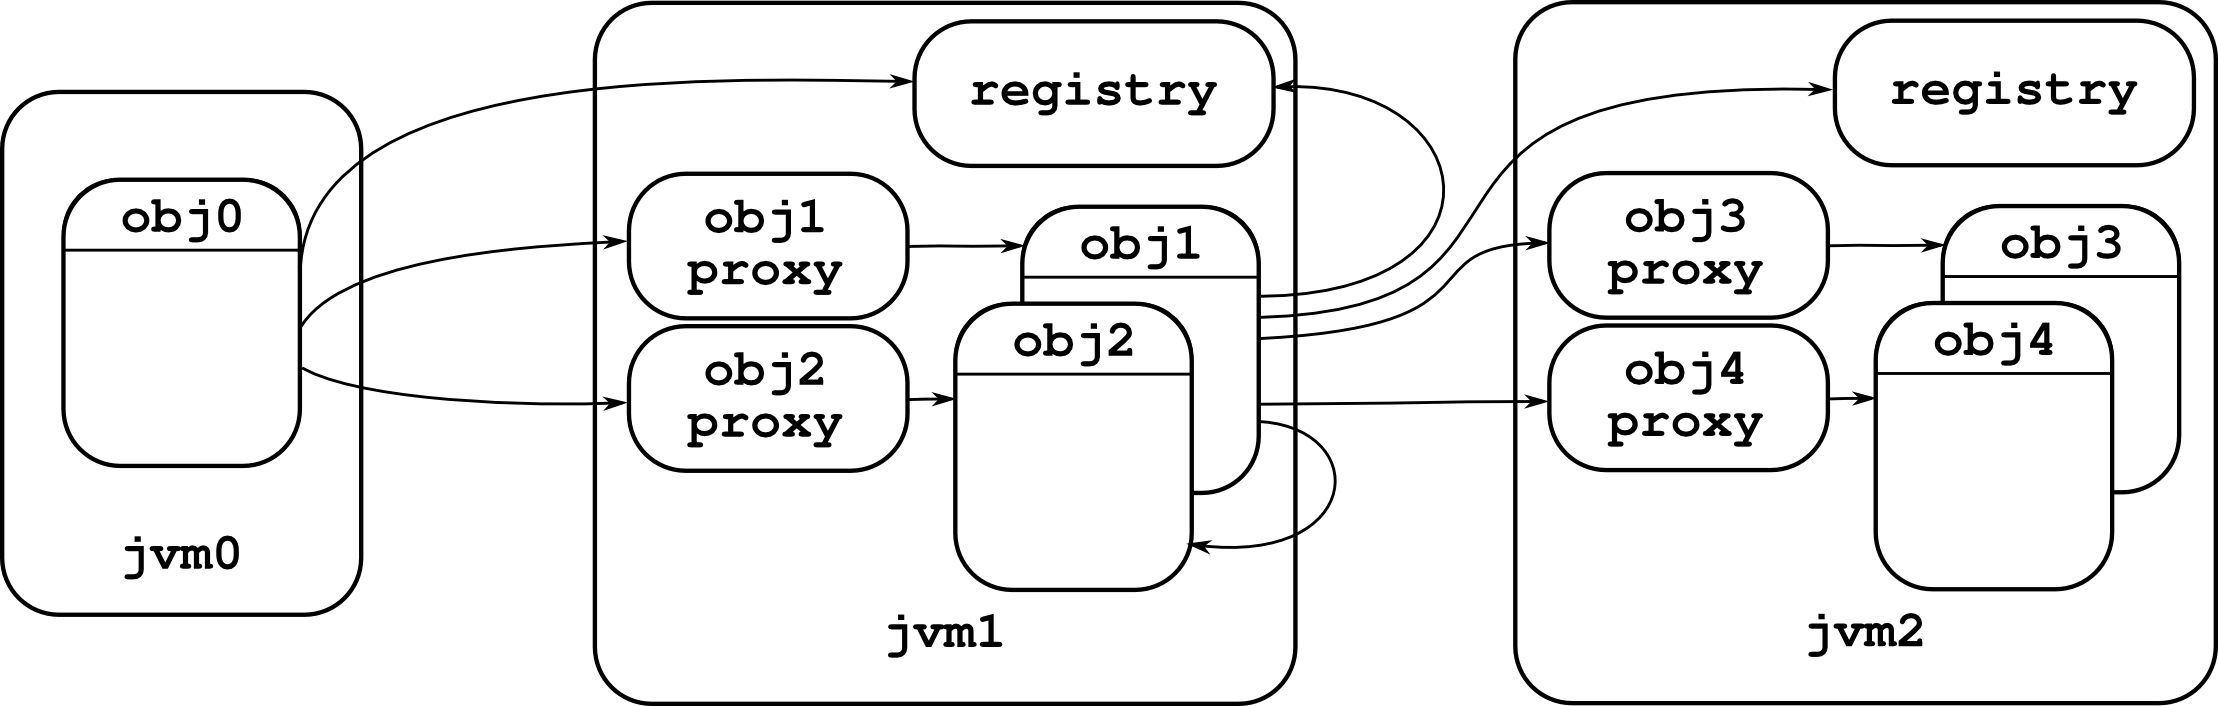 obj0
jvm0
registry
obj1
proxy
obj1
obj2
proxy
obj2
jvm1
registry
obj3
proxy
obj3
obj4
proxy
obj4
jvm2